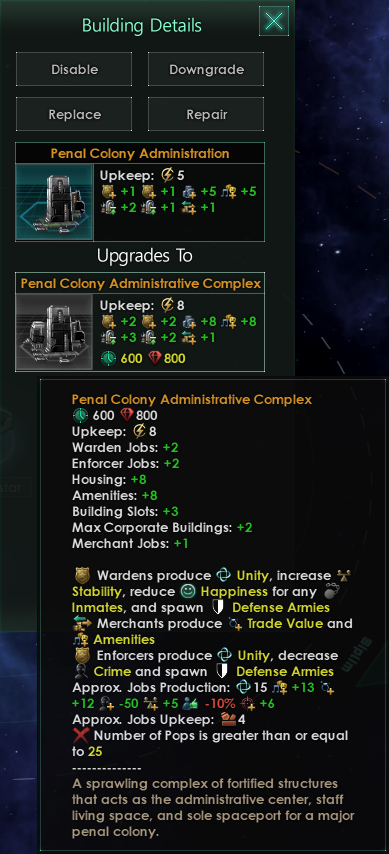 Building Details
Disable
Downgrade
Replace
Repair
Penal Colony Administration
Upkeep: 5
+1 +1 +5 +5
+2 +1 +1
Upgrades To
Penal Colony Administrative Complex
Upkeep: 8
+2 +2 +8 +8
+3 +2 +1
600 800
Penal Colony Administrative Complex
600 800
Upkeep: 8
Warden Jobs: +2
Enforcer Jobs: +2
Housing: +8
Amenities: +8
Building Slots: +3
Max Corporate Buildings: +2
Merchant Jobs: +1
Wardens produce Unity, increase
Stability, reduce Happiness for any
Inmates, and spawn Defense Armies
Merchants produce Trade Value and
Amenities
Enforcers produce Unity, decrease
Crime and spawn Defense Armies
Approx. Jobs Production: 15 +13
+12 -50 +5 -10% +6
Approx. Jobs Upkeep: 4
Number of Pops is greater than or equal
to 25
--------------
A sprawling complex of fortified structures
that acts as the administrative center, staff
living space, and sole spaceport for a major
penal colony.